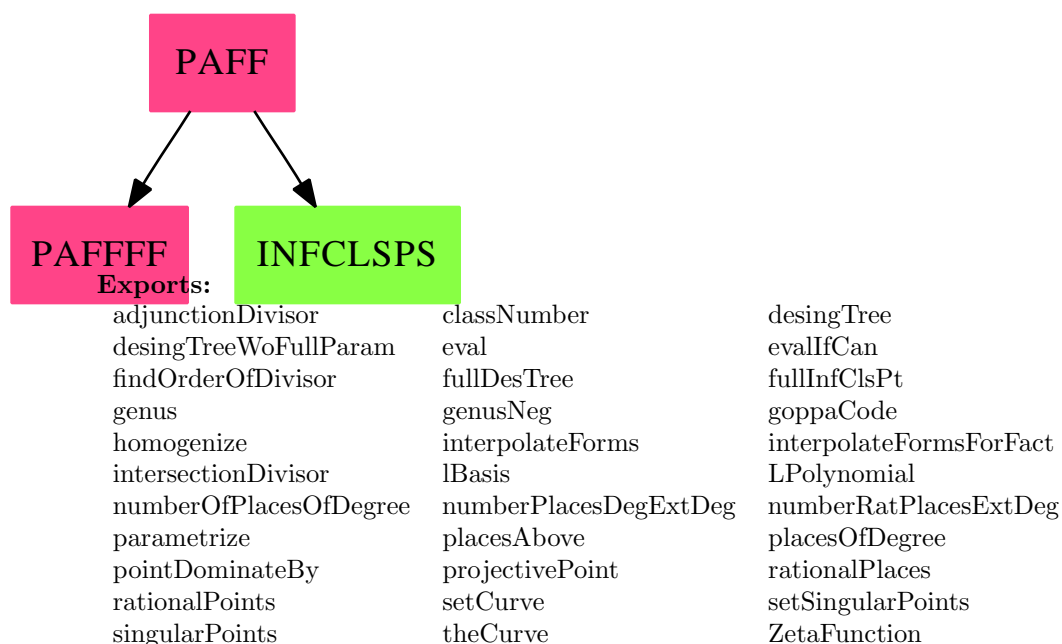 PAFF
PAFFFF INFCLSPS
Exports:
adjunctionDivisor classNumber desingTree
desingTreeWoFullParam eval evalIfCan
findOrderOfDivisor fullDesTree fullInfClsPt
genus genusNeg goppaCode
homogenize interpolateForms interpolateFormsForFact
intersectionDivisor lBasis LPolynomial
numberOfPlacesOfDegree numberPlacesDegExtDeg numberRatPlacesExtDeg
parametrize placesAbove placesOfDegree
pointDominateBy projectivePoint rationalPlaces
rationalPoints setCurve setSingularPoints
singularPoints theCurve ZetaFunction